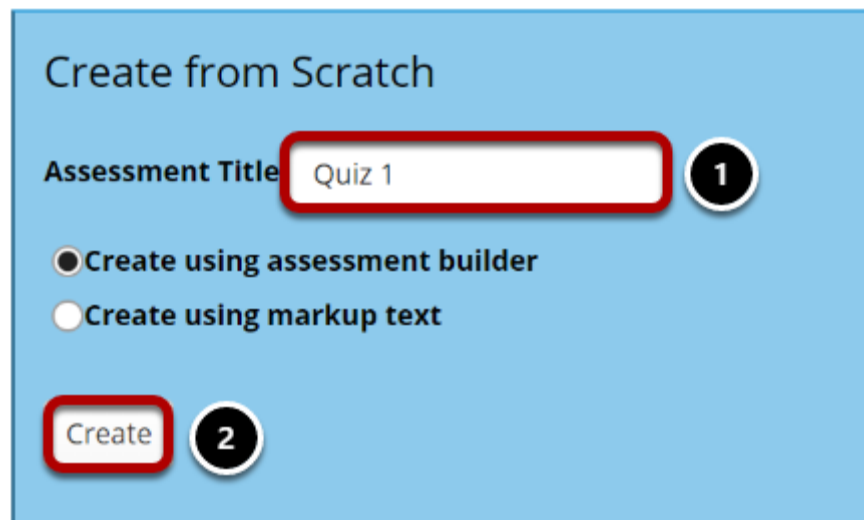 Create from Scratch
Assessment Title Quiz 1 1
Create using assessment builder
Create using markup text
Create 2